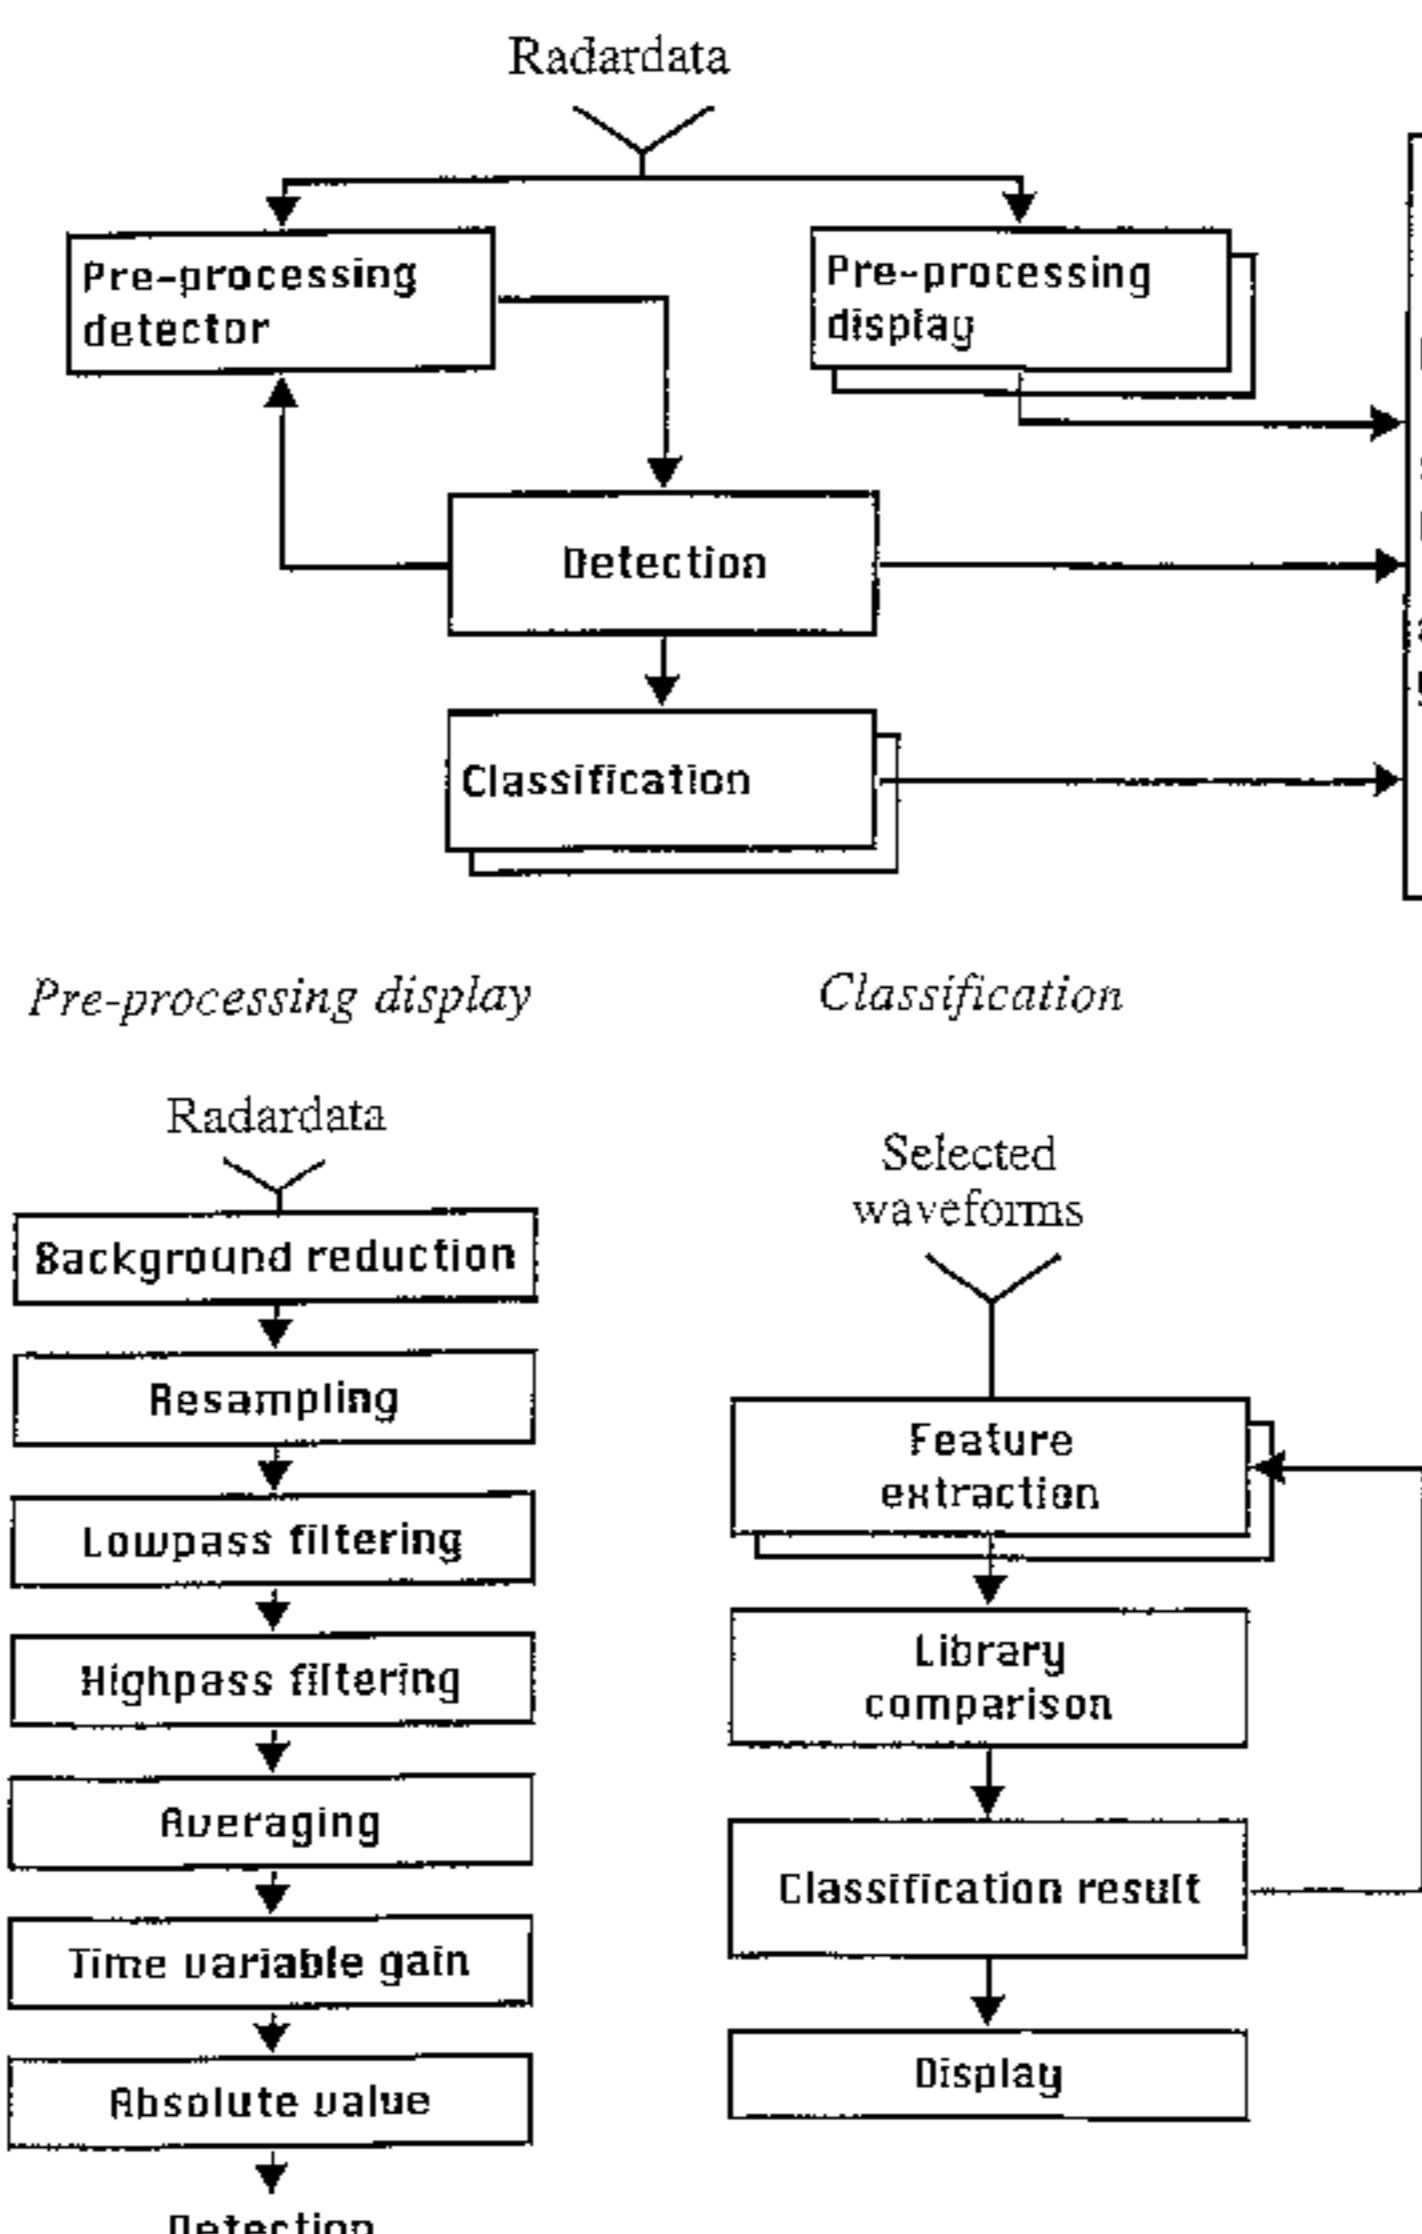 Radardata
Pre-processing
detector
Pre-processing
display
Detection
Classification
Pre-processing display
Classification
Radardata
Background reduction
Resampling
Lowpass filtering
Highpass filtering
Averaging
Time variable gain
Absolute value
Detection
Selected
waveforms
Feature
extraction
Library
comparison
Classification result
Display